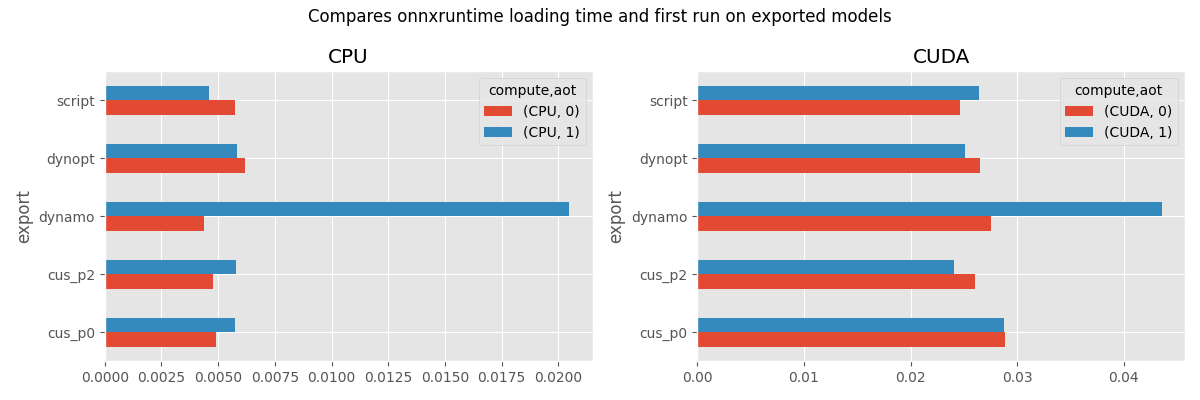 Compares onnxruntime loading time and first run on exported models
CPU
compute,aot
(CPU, 0)
(CPU, 1)
export
script
dynopt
dynamo
cus_p2
cus_p0
0.0000 0.0025 0.0050 0.0075 0.0100 0.0125 0.0150 0.0175 0.0200
CUDA
compute,aot
(CUDA, 0)
(CUDA, 1)
export
script
dynopt
dynamo
cus_p2
cus_p0
0.00 0.01 0.02 0.03 0.04